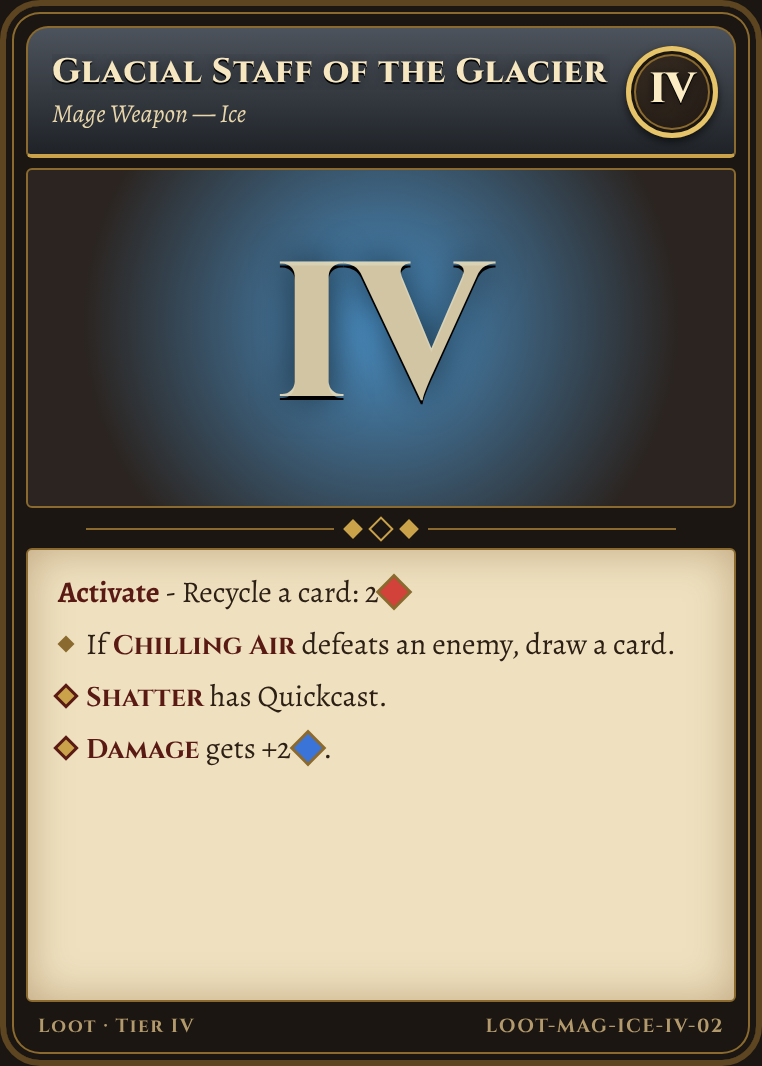 Glacial Staff of the Glacier
IV
Mage Weapon — Ice
IV
Activate - Recycle a card: 2
If Chilling Air defeats an enemy, draw a card.
Shatter has Quickcast.
Damage gets +2.
Loot · Tier IV
LOOT-MAG-ICE-IV-02